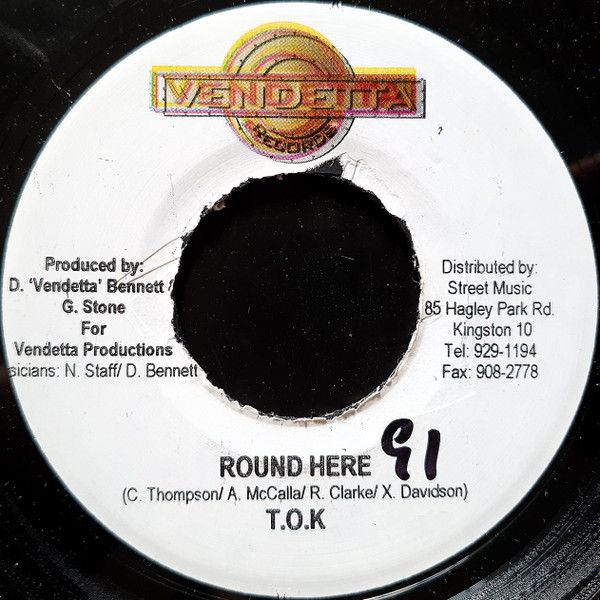 VENDETTA
RECORDS
Produced by:
D. 'Vendetta' Bennett &
G. Stone
For
Vendetta Productions
sicians: N. Staff/ D. Bennett
Distributed by:
Street Music
85 Hagley Park Rd.
Kingston 10
Tel: 929-1194
Fax: 908-2778
ROUND HERE 91
(C. Thompson/ A. McCalla/ R. Clarke/ X. Davidson)
T.O.K